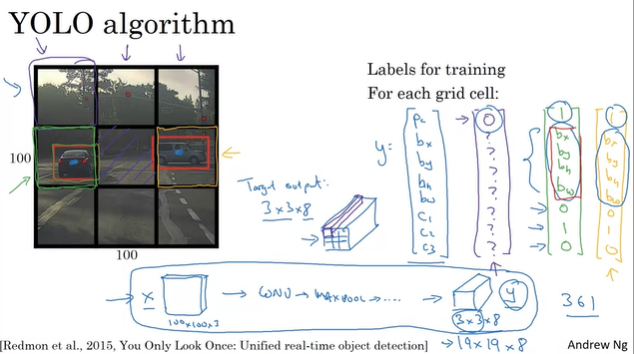 YOLO algorithm
Labels for training
For each grid cell:
100
100
y:
Pc
bx
by
bh
bw
C1
C2
C3
0
?
?
?
?
?
?
?
1
bx
by
bh
bw
0
1
0
1
bx
by
bh
bw
0
1
0
Target output:
3×3×8
X → CONV → MAXPOOL → .... → y
100×100×3
3×3×8
→ 19×19×8
361
[Redmon et al., 2015, You Only Look Once: Unified real-time object detection]
Andrew Ng